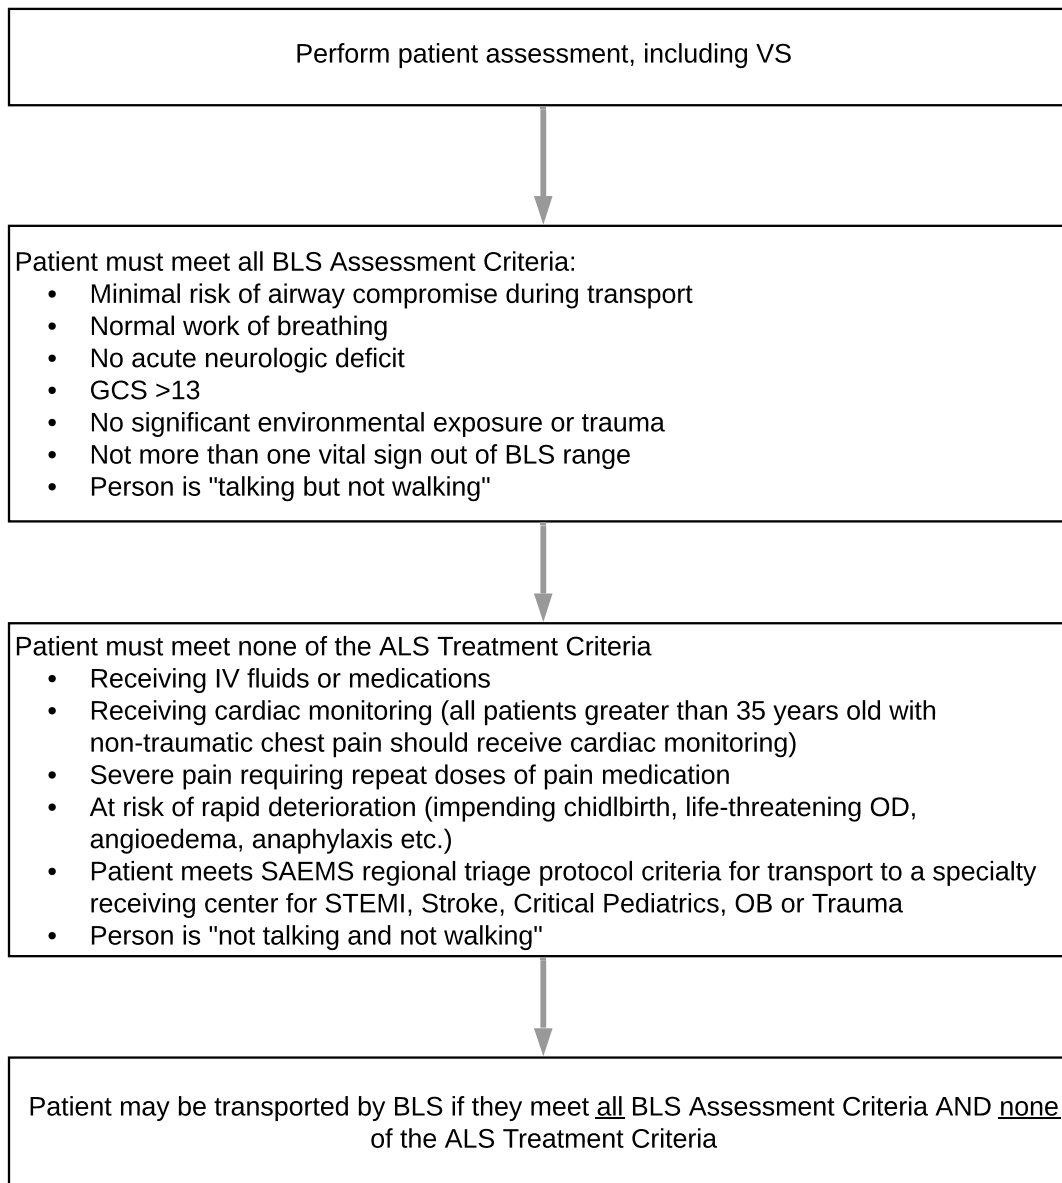 Perform patient assessment, including VS
Patient must meet all BLS Assessment Criteria:
• Minimal risk of airway compromise during transport
• Normal work of breathing
• No acute neurologic deficit
• GCS >13
• No significant environmental exposure or trauma
• Not more than one vital sign out of BLS range
• Person is "talking but not walking"
Patient must meet none of the ALS Treatment Criteria
• Receiving IV fluids or medications
• Receiving cardiac monitoring (all patients greater than 35 years old with
non-traumatic chest pain should receive cardiac monitoring)
• Severe pain requiring repeat doses of pain medication
• At risk of rapid deterioration (impending chidlbirth, life-threatening OD,
angioedema, anaphylaxis etc.)
• Patient meets SAEMS regional triage protocol criteria for transport to a specialty
receiving center for STEMI, Stroke, Critical Pediatrics, OB or Trauma
• Person is "not talking and not walking"
Patient may be transported by BLS if they meet all BLS Assessment Criteria AND none
of the ALS Treatment Criteria